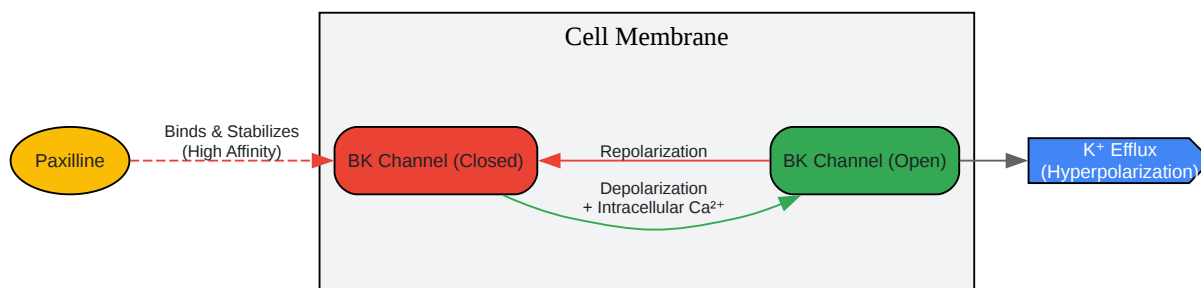 Cell Membrane
Paxilline
Binds & Stabilizes
(High Affinity)
BK Channel (Closed)
Repolarization
Depolarization
+ Intracellular Ca²⁺
BK Channel (Open)
K⁺ Efflux
(Hyperpolarization)